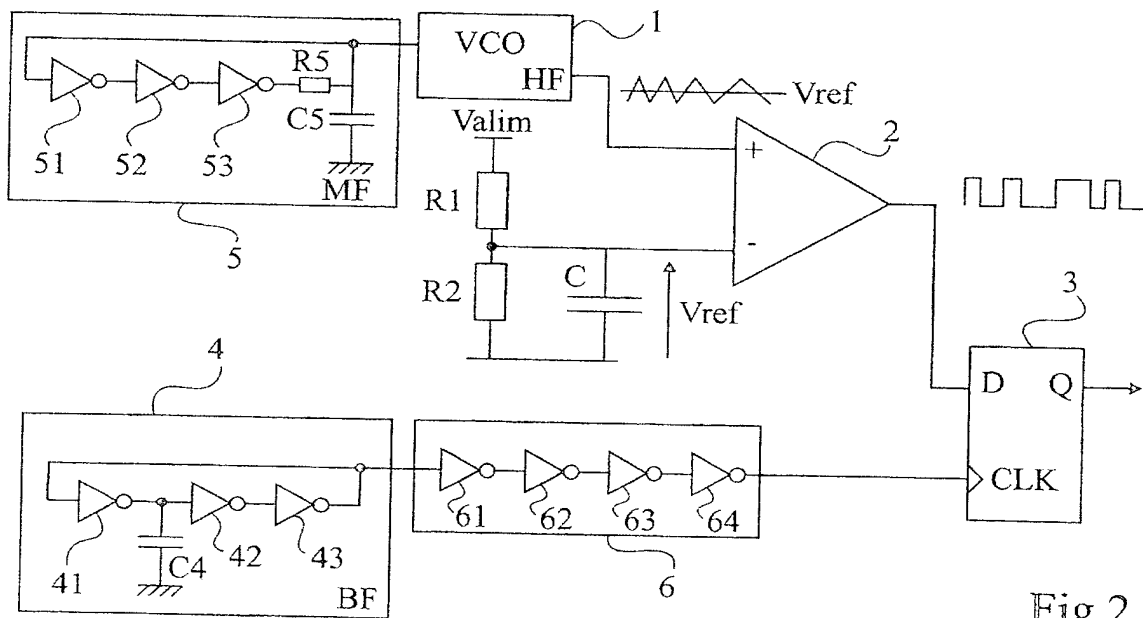 1
VCO
HF
R5
C5
51
52
53
MF
5
Valim
Vref
+
-
2
R1
R2
C
Vref
3
D
Q
CLK
4
41
C4
42
43
BF
61
62
63
64
6
Fig 2